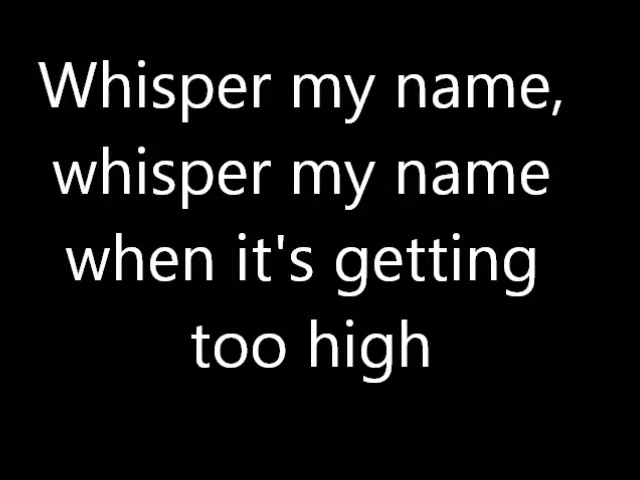 Whisper my name,
whisper my name
when it's getting
too high